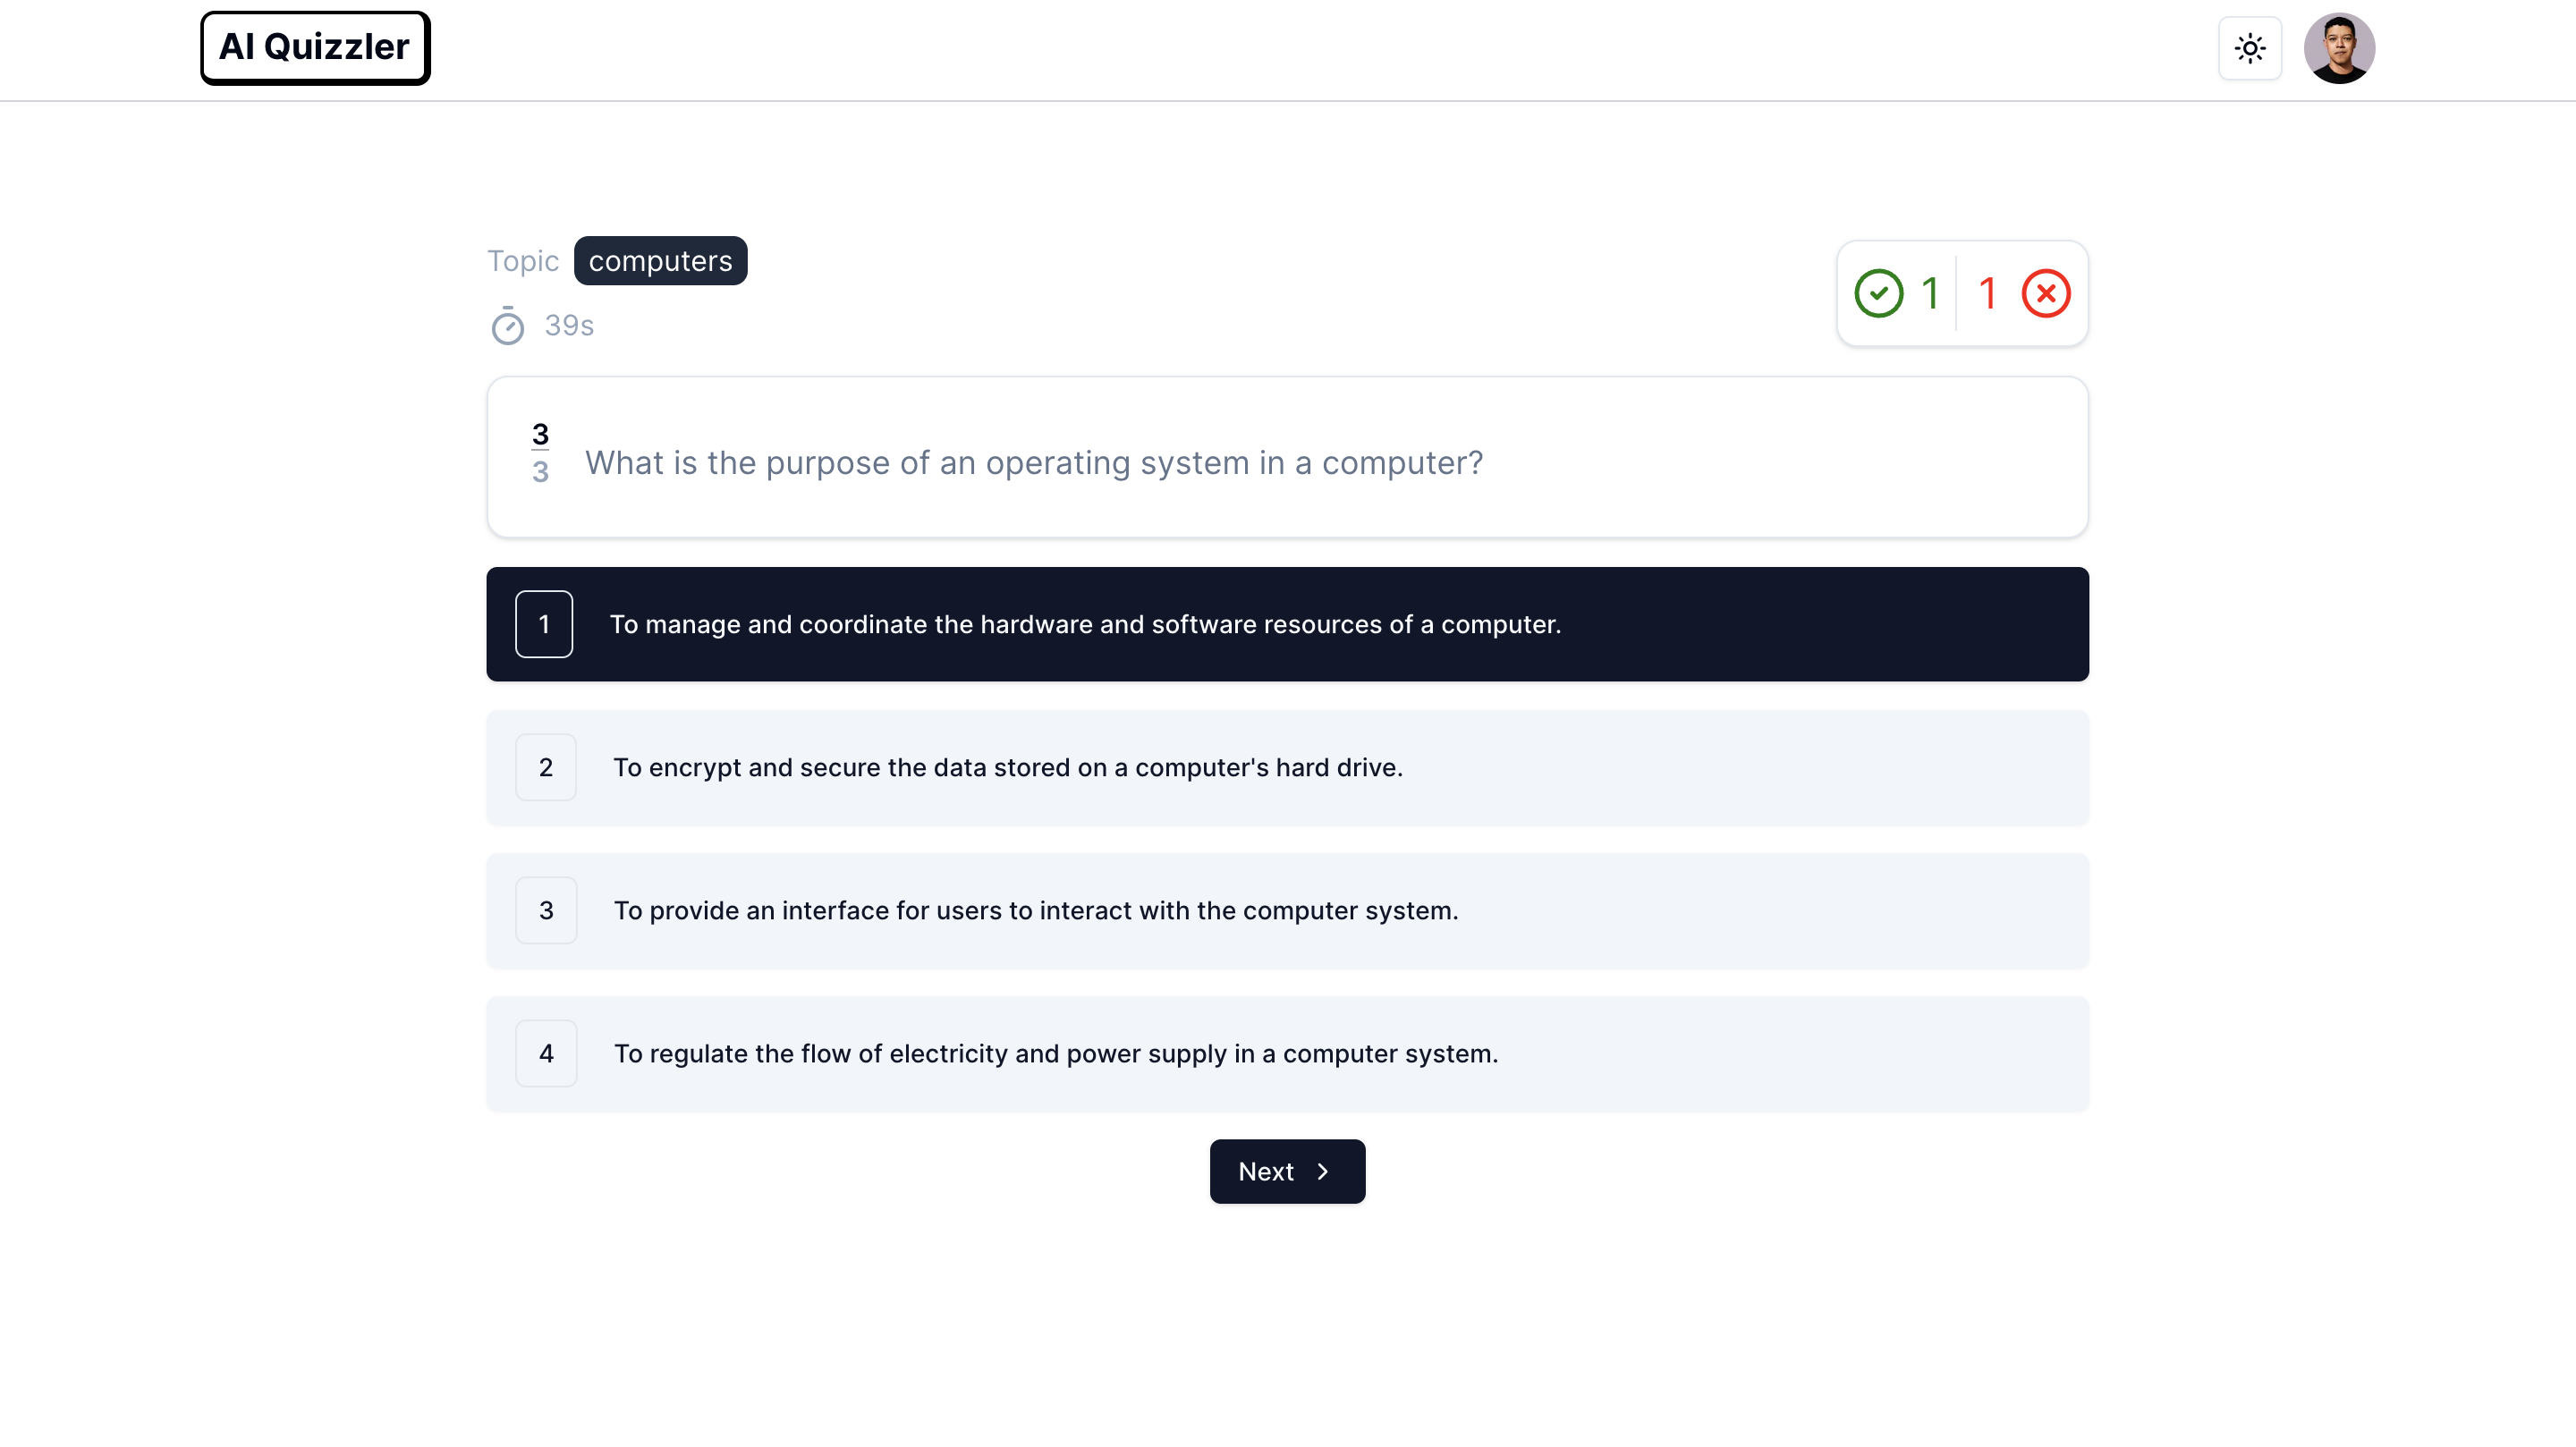 AI Quizzler
Topic computers
39s
1 1
3
3
What is the purpose of an operating system in a computer?
1 To manage and coordinate the hardware and software resources of a computer.
2 To encrypt and secure the data stored on a computer's hard drive.
3 To provide an interface for users to interact with the computer system.
4 To regulate the flow of electricity and power supply in a computer system.
Next